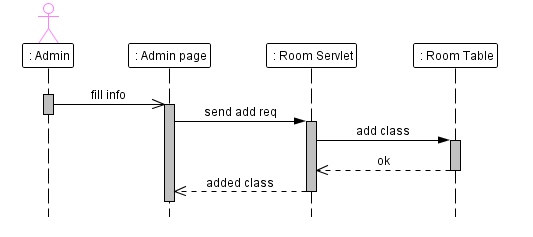 : Admin
: Admin page
: Room Servlet
: Room Table
fill info
send add req
add class
ok
added class